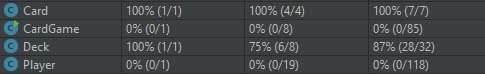 Card 100% (1/1) 100% (4/4) 100% (7/7)
CardGame 0% (0/1) 0% (0/8) 0% (0/85)
Deck 100% (1/1) 75% (6/8) 87% (28/32)
Player 0% (0/1) 0% (0/19) 0% (0/118)